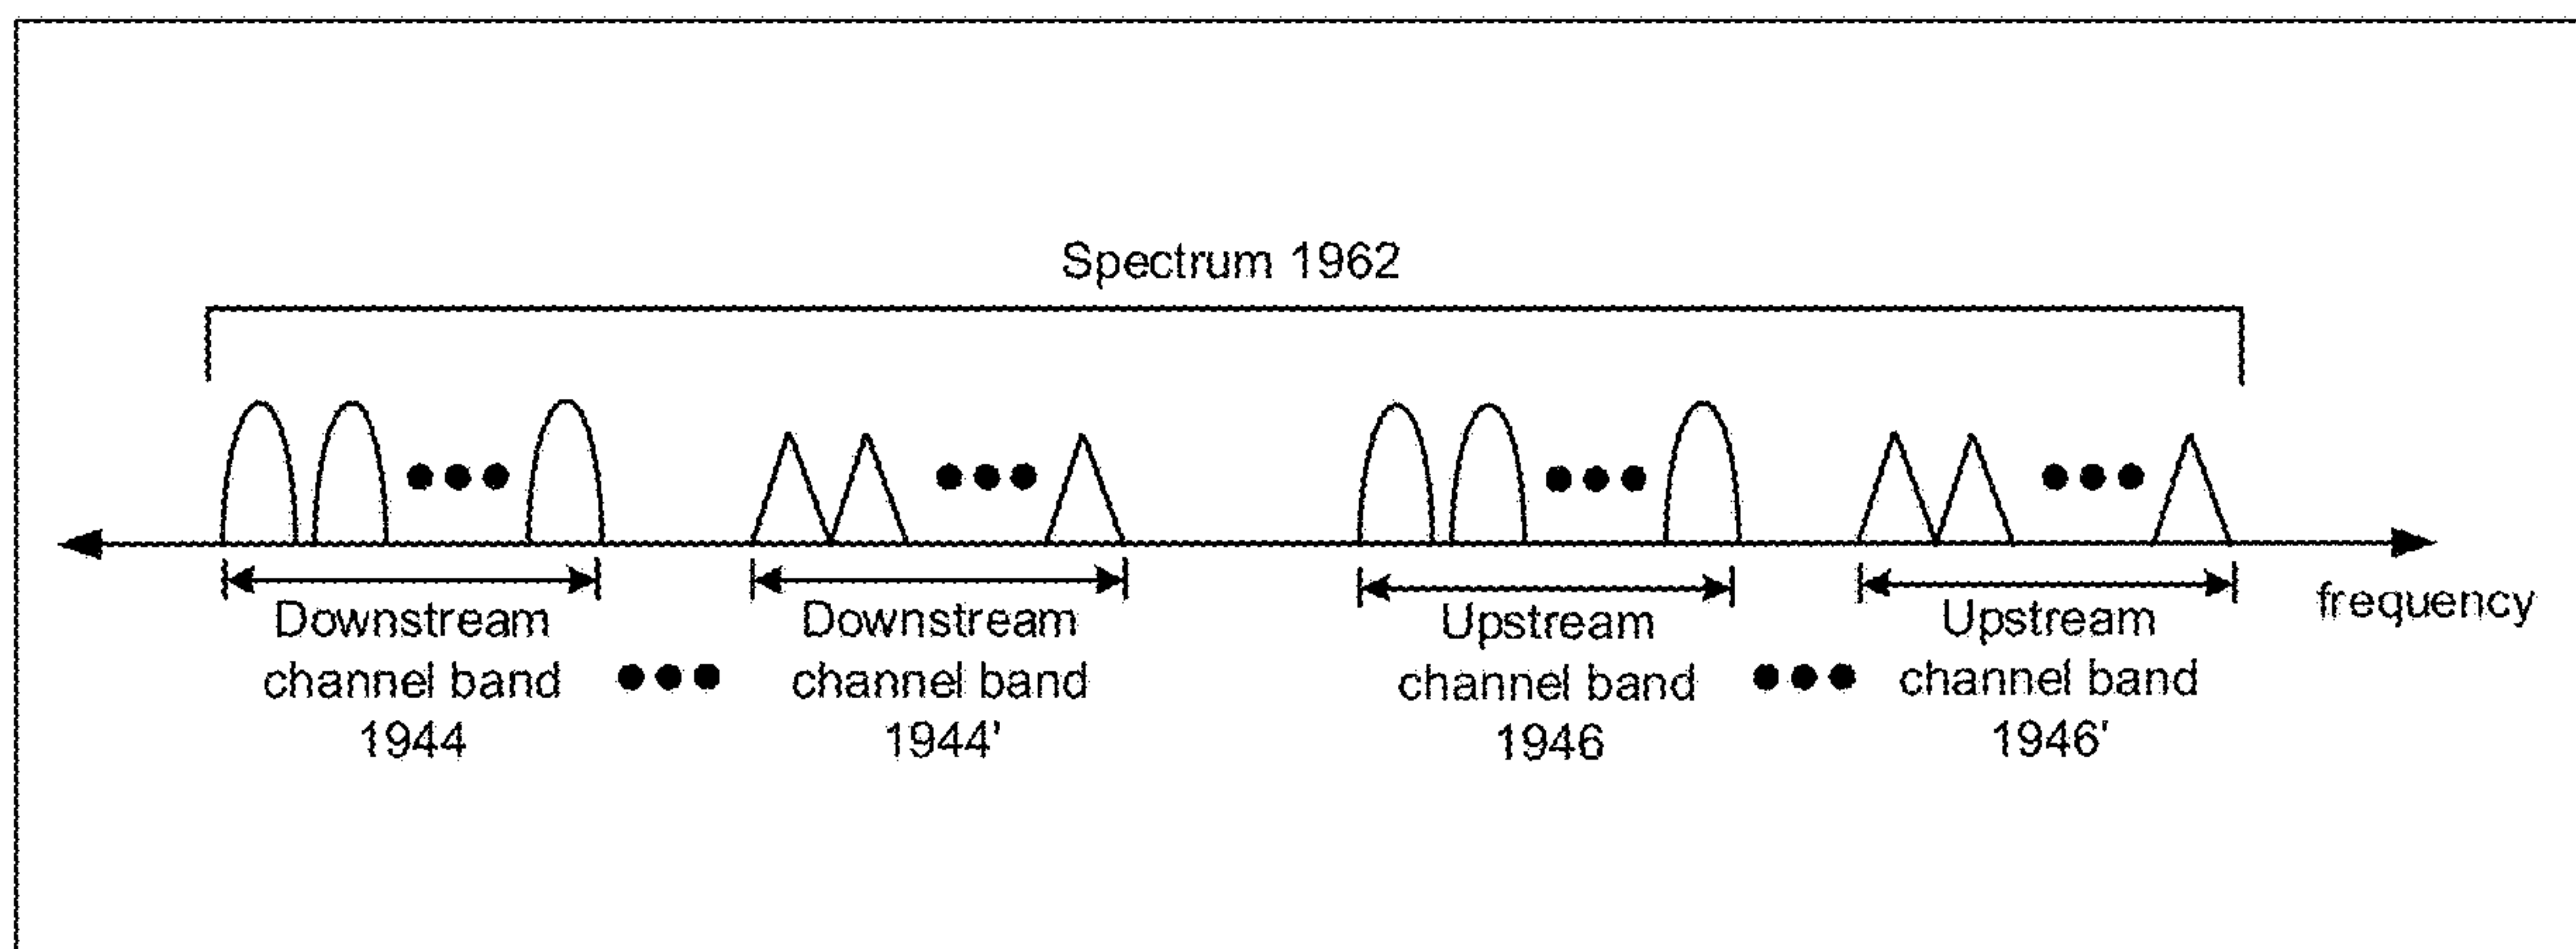 Spectrum 1962
Downstream
channel band
1944
Downstream
channel band
1944'
Upstream
channel band
1946
Upstream
channel band
1946'
frequency